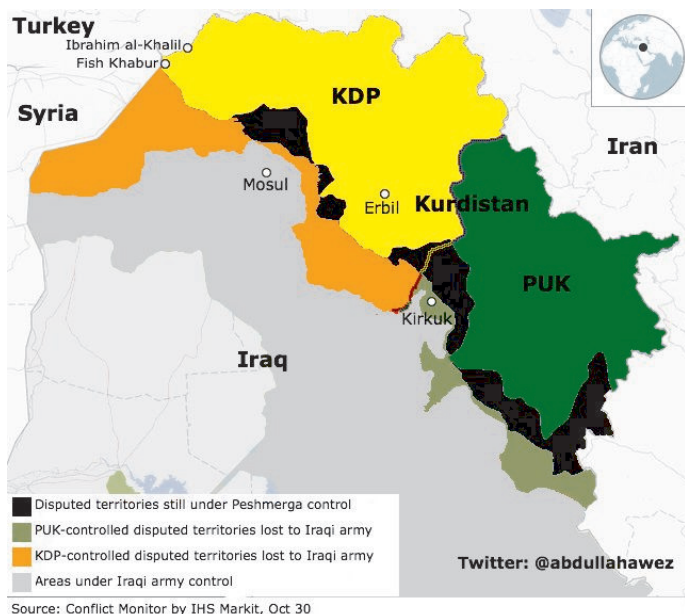 Turkey
Ibrahim al-Khalil
Fish Khabur
KDP
Syria
Iran
Mosul
Erbil
Kurdistan
PUK
Kirkuk
Iraq
Disputed territories still under Peshmerga control
PUK-controlled disputed territories lost to Iraqi army
KDP-controlled disputed territories lost to Iraqi army
Areas under Iraqi army control
Twitter: @abdullahawez
Source: Conflict Monitor by IHS Markit, Oct 30